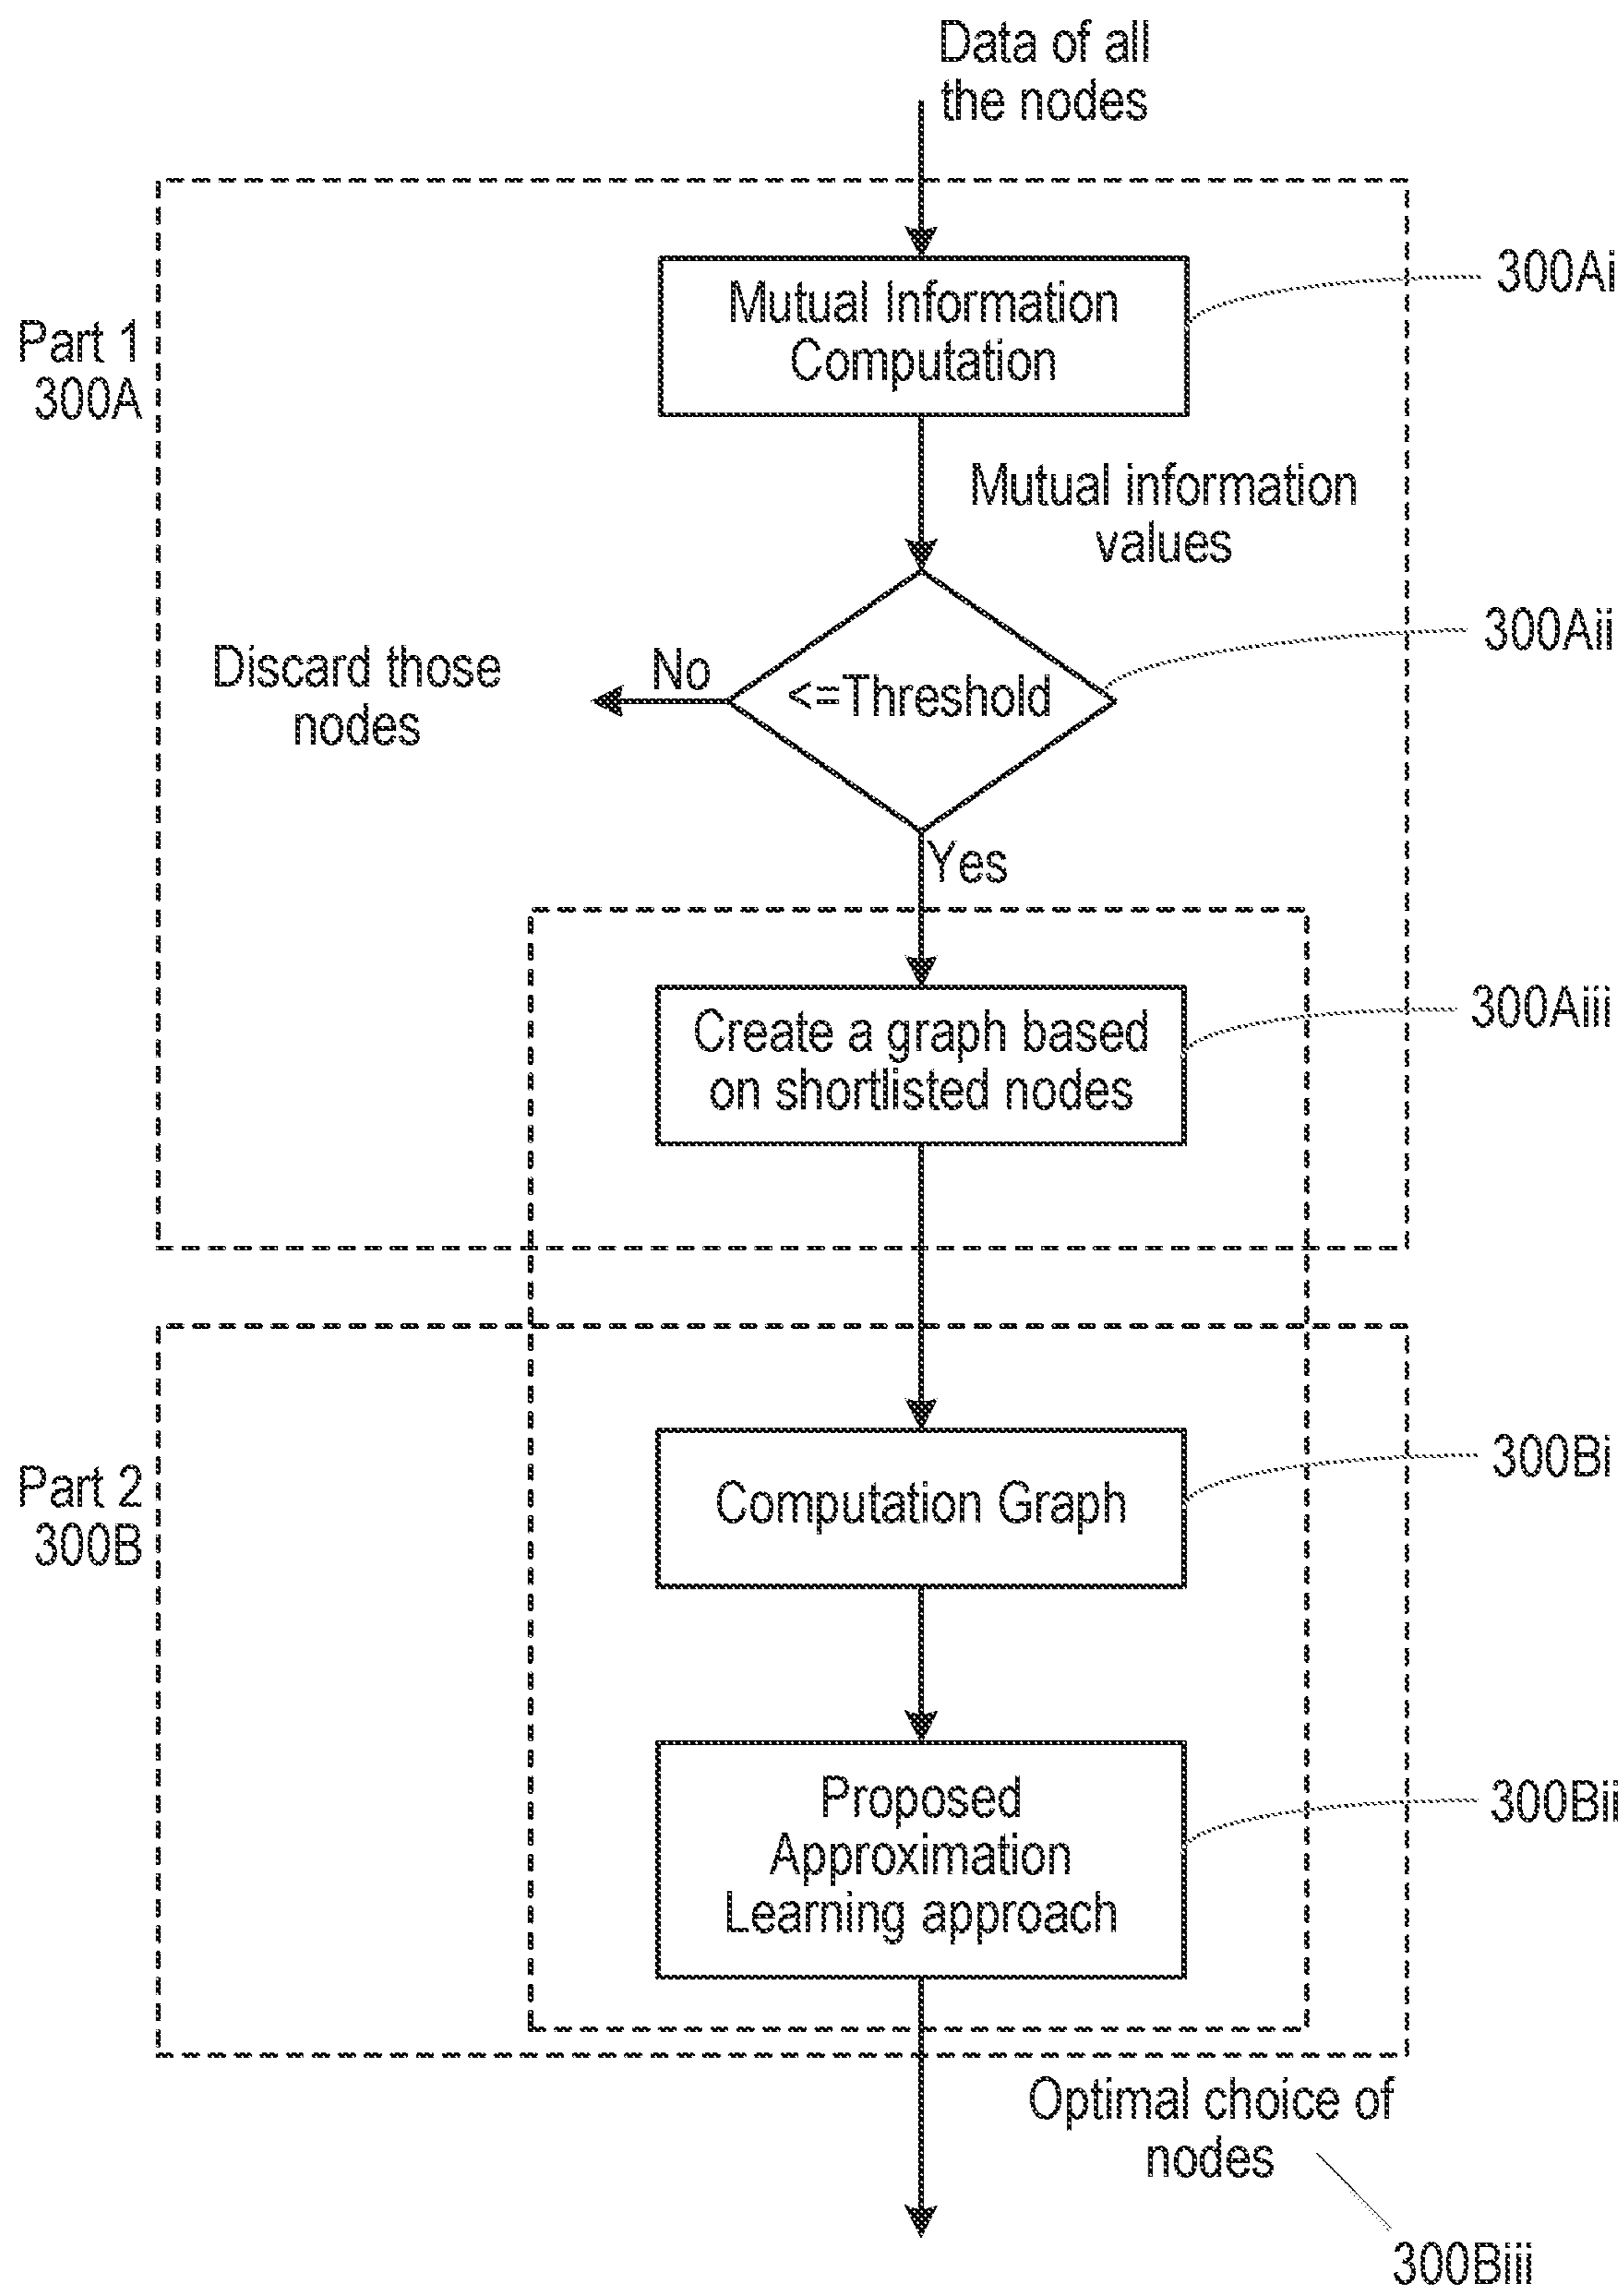 Data of all
the nodes
Part 1
300A
Mutual Information
Computation
300Ai
Mutual information
values
Discard those
nodes
No
<=Threshold
300Aii
Yes
Create a graph based
on shortlisted nodes
300Aiii
Part 2
300B
Computation Graph
300Bi
Proposed
Approximation
Learning approach
300Bii
Optimal choice of
nodes
300Biii